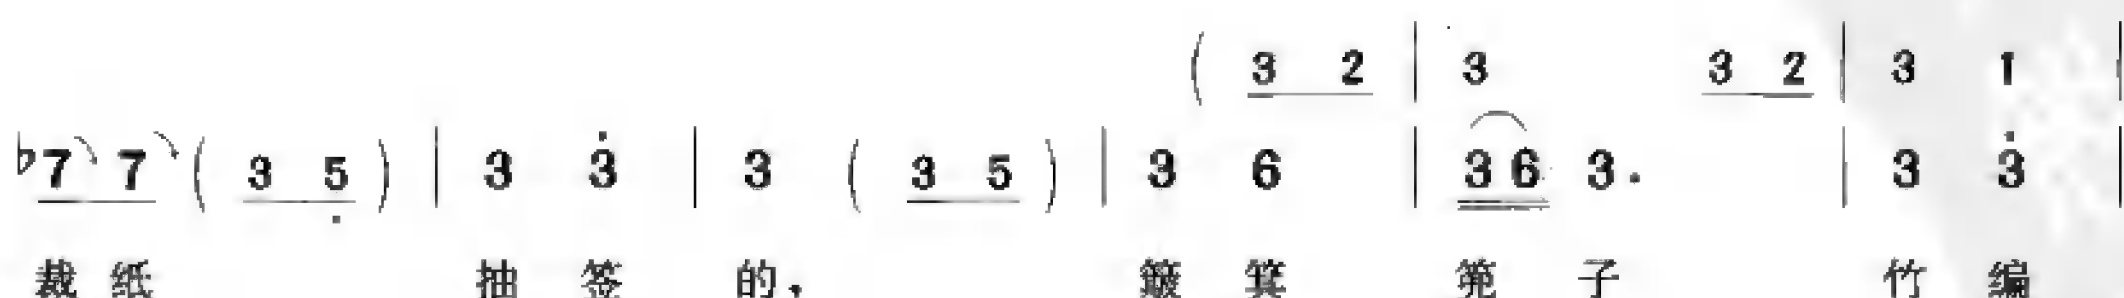 ( 3 2 | 3 3 2 | 3 1 |
♭7 7 ( 3 5̣ ) | 3 3̇ | 3 ( 3 5 ) | 3 6 | 3 6 3. | 3 3̇ |
裁 纸 抽 签 的, 簸 箕 笼 子 竹 编